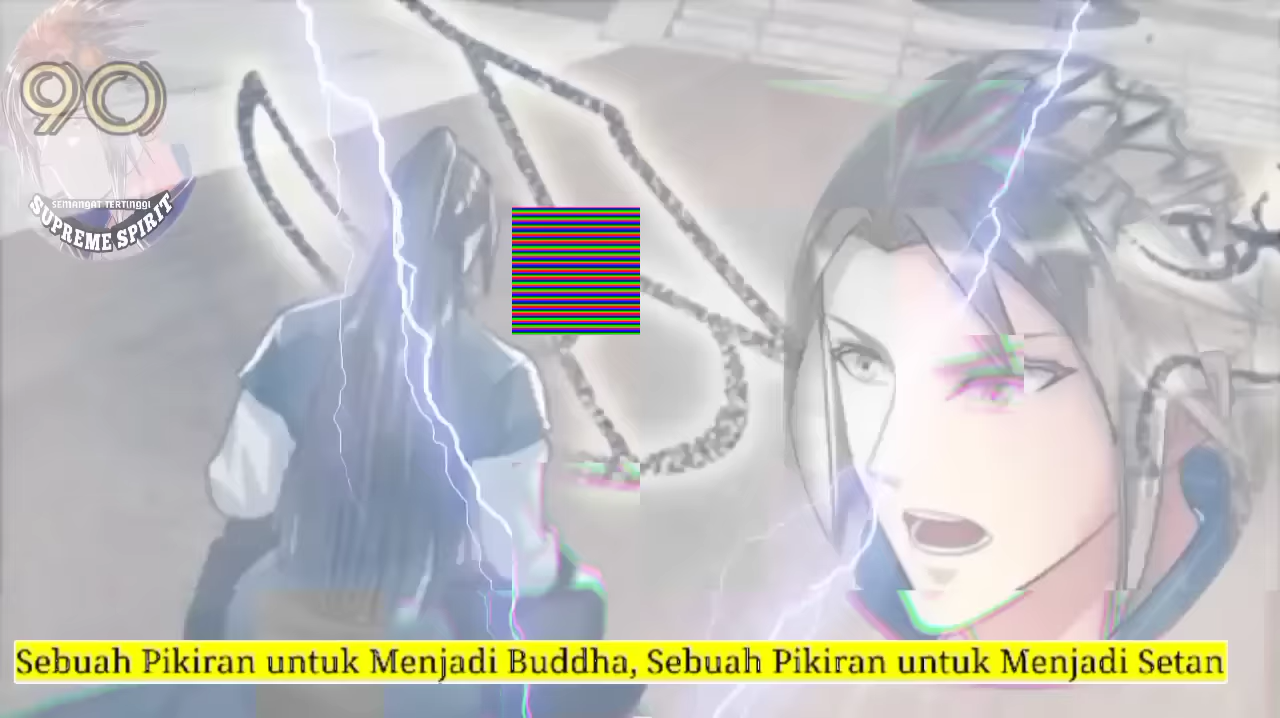 90
SEMANGAT TERTINGGI
SUPREME SPIRIT
Sebuah Pikiran untuk Menjadi Buddha, Sebuah Pikiran untuk Menjadi Setan